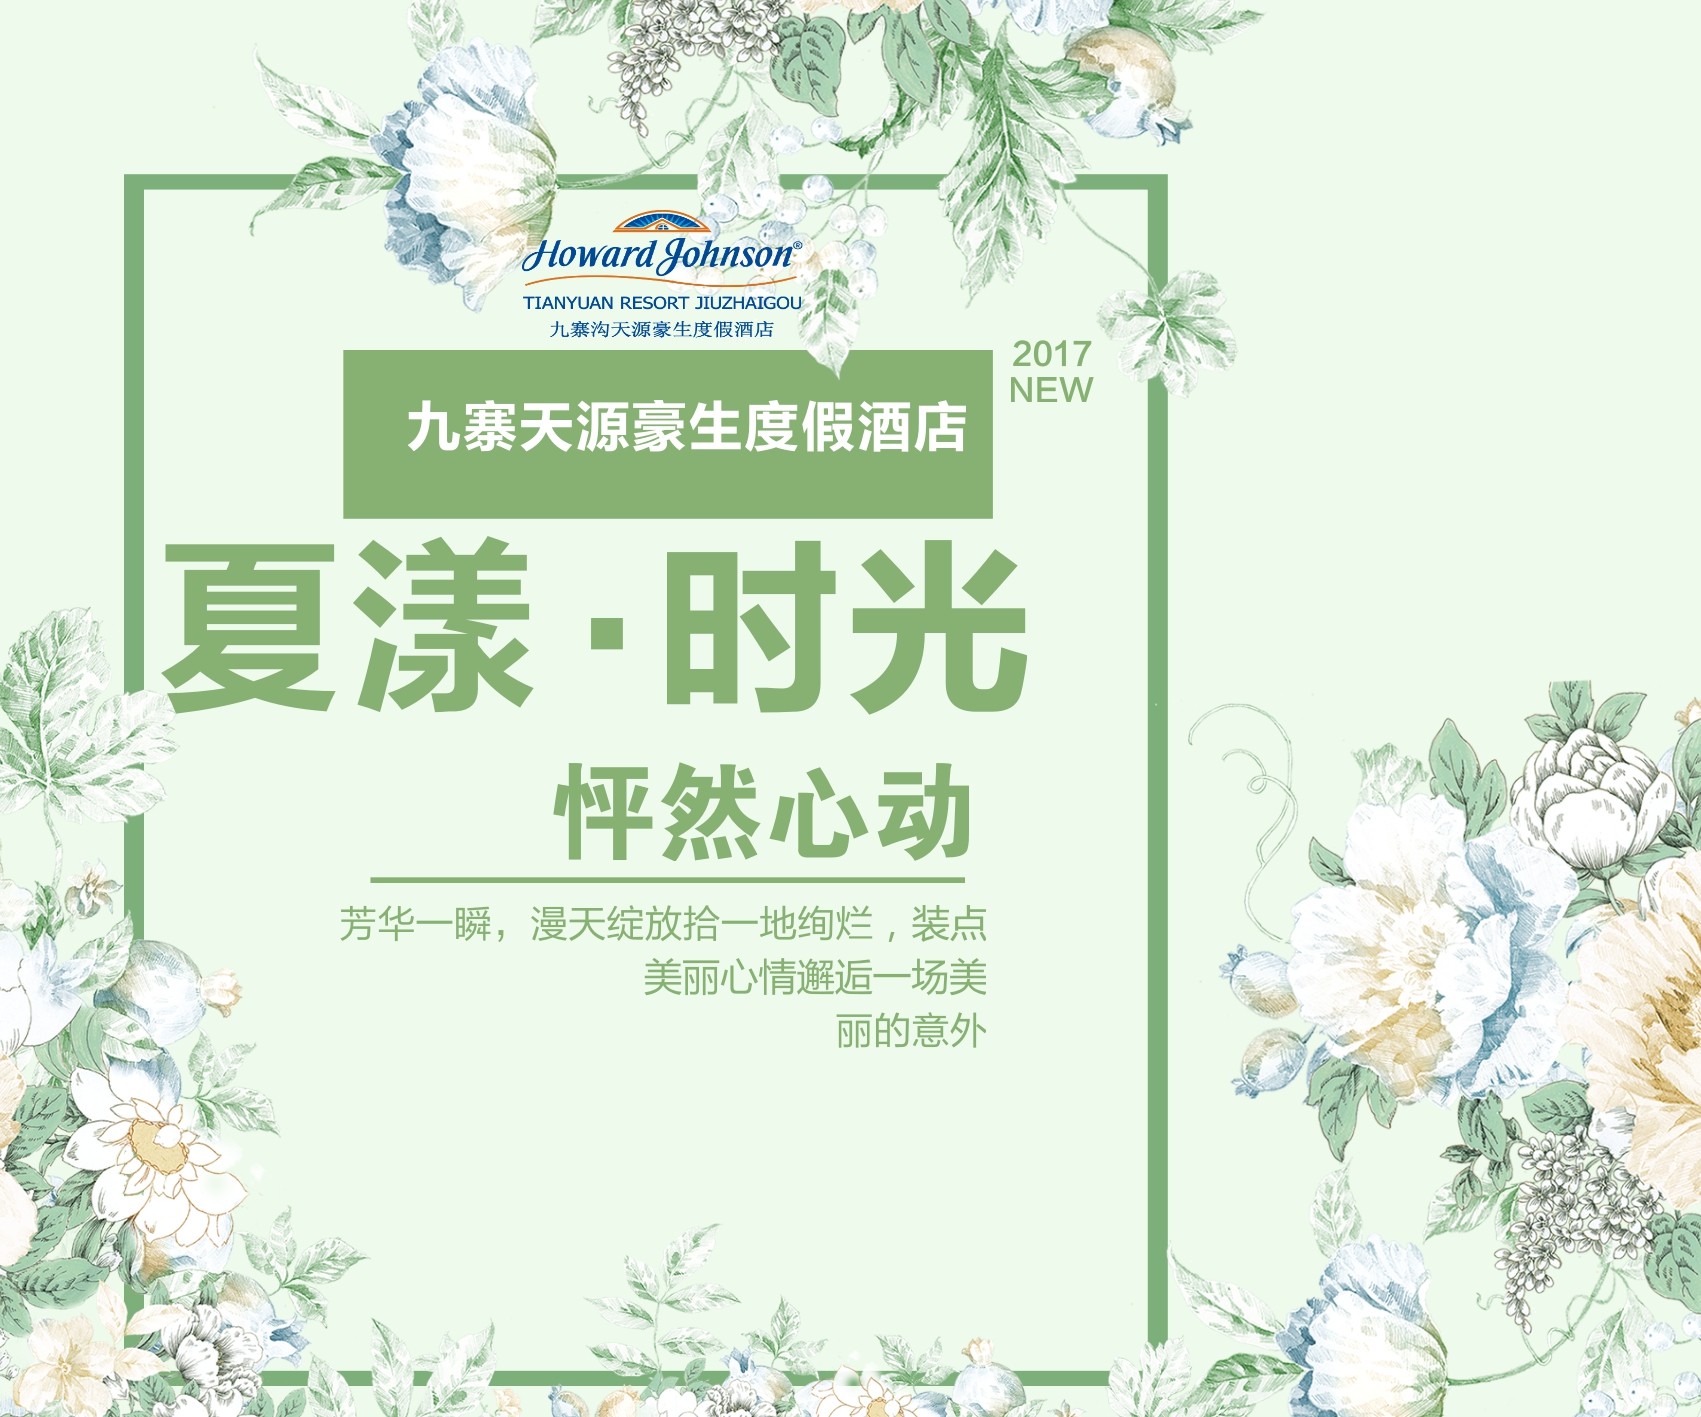 Howard Johnson®
TIANYUAN RESORT JIUZHAIGOU
九寨沟天源豪生度假酒店
2017
NEW
九寨天源豪生度假酒店
夏漾·时光
怦然心动
芳华一瞬，漫天绽放拾一地绚烂，装点
美丽心情邂逅一场美
丽的意外